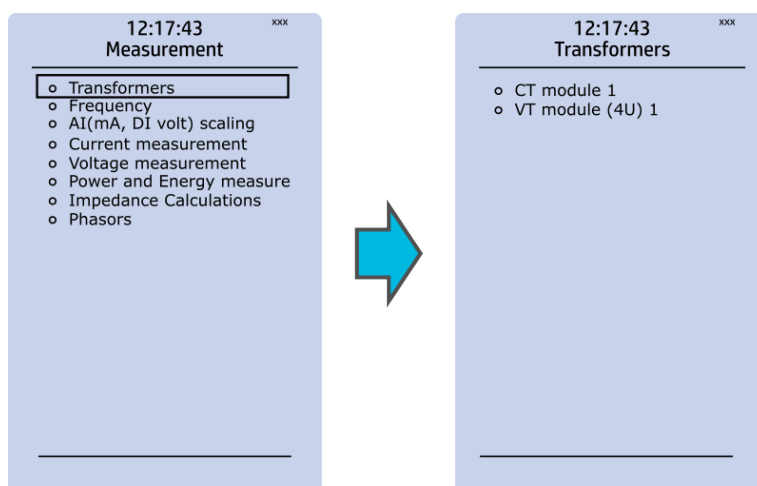 12:17:43
xxx
Measurement
Transformers
Frequency
AI(mA, DI volt) scaling
Current measurement
Voltage measurement
Power and Energy measure
Impedance Calculations
Phasors
12:17:43
xxx
Transformers
CT module 1
VT module (4U) 1